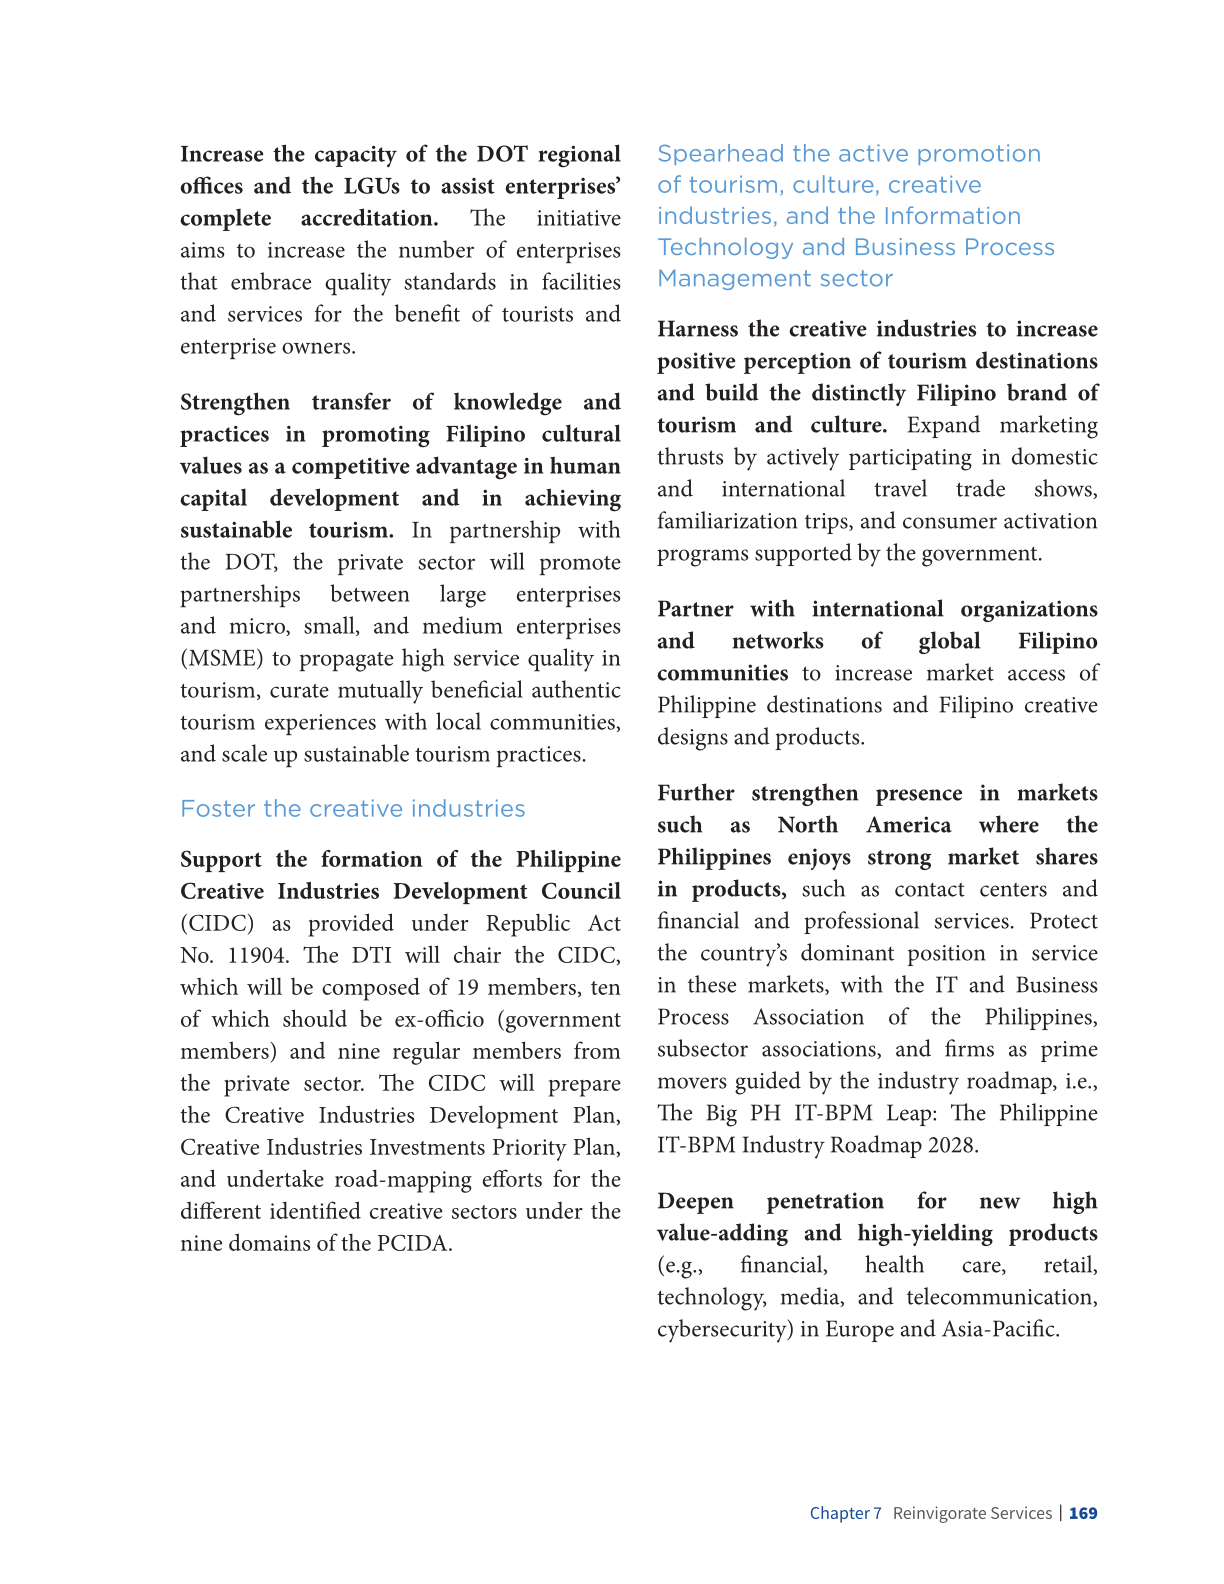 Increase the capacity of the DOT regional
offices and the LGUs to assist enterprises’
complete accreditation. The initiative
aims to increase the number of enterprises
that embrace quality standards in facilities
and services for the benefit of tourists and
enterprise owners.
Strengthen transfer of knowledge and
practices in promoting Filipino cultural
values as a competitive advantage in human
capital development and in achieving
sustainable tourism. In partnership with
the DOT, the private sector will promote
partnerships between large enterprises
and micro, small, and medium enterprises
(MSME) to propagate high service quality in
tourism, curate mutually beneficial authentic
tourism experiences with local communities,
and scale up sustainable tourism practices.
Foster the creative industries
Support the formation of the Philippine
Creative Industries Development Council
(CIDC) as provided under Republic Act
No. 11904. The DTI will chair the CIDC,
which will be composed of 19 members, ten
of which should be ex-officio (government
members) and nine regular members from
the private sector. The CIDC will prepare
the Creative Industries Development Plan,
Creative Industries Investments Priority Plan,
and undertake road-mapping efforts for the
different identified creative sectors under the
nine domains of the PCIDA.
Spearhead the active promotion
of tourism, culture, creative
industries, and the Information
Technology and Business Process
Management sector
Harness the creative industries to increase
positive perception of tourism destinations
and build the distinctly Filipino brand of
tourism and culture. Expand marketing
thrusts by actively participating in domestic
and international travel trade shows,
familiarization trips, and consumer activation
programs supported by the government.
Partner with international organizations
and networks of global Filipino
communities to increase market access of
Philippine destinations and Filipino creative
designs and products.
Further strengthen presence in markets
such as North America where the
Philippines enjoys strong market shares
in products, such as contact centers and
financial and professional services. Protect
the country’s dominant position in service
in these markets, with the IT and Business
Process Association of the Philippines,
subsector associations, and firms as prime
movers guided by the industry roadmap, i.e.,
The Big PH IT-BPM Leap: The Philippine
IT-BPM Industry Roadmap 2028.
Deepen penetration for new high
value-adding and high-yielding products
(e.g., financial, health care, retail,
technology, media, and telecommunication,
cybersecurity) in Europe and Asia-Pacific.
Chapter 7 Reinvigorate Services | 169